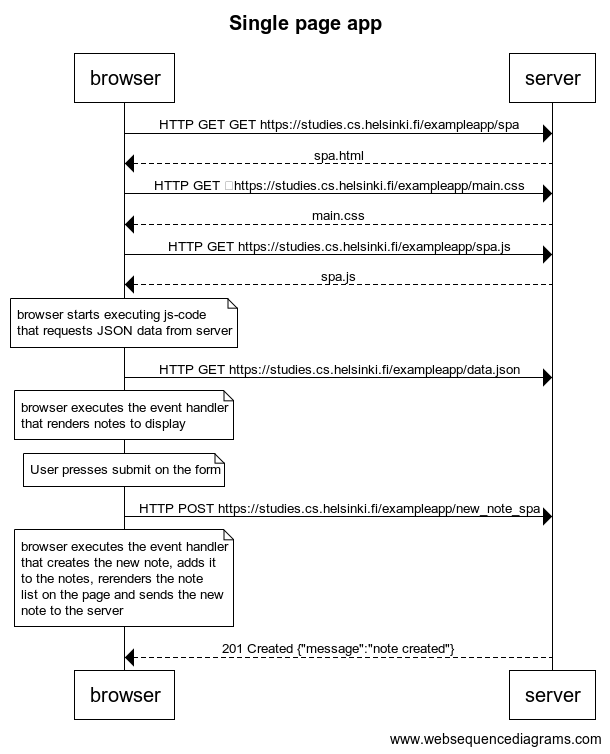 Single page app
browser
server
HTTP GET GET https://studies.cs.helsinki.fi/exampleapp/spa
spa.html
HTTP GET https://studies.cs.helsinki.fi/exampleapp/main.css
main.css
HTTP GET https://studies.cs.helsinki.fi/exampleapp/spa.js
spa.js
browser starts executing js-code
that requests JSON data from server
HTTP GET https://studies.cs.helsinki.fi/exampleapp/data.json
browser executes the event handler
that renders notes to display
User presses submit on the form
HTTP POST https://studies.cs.helsinki.fi/exampleapp/new_note_spa
browser executes the event handler
that creates the new note, adds it
to the notes, rerenders the note
list on the page and sends the new
note to the server
201 Created {"message":"note created"}
browser
server
www.websequencediagrams.com